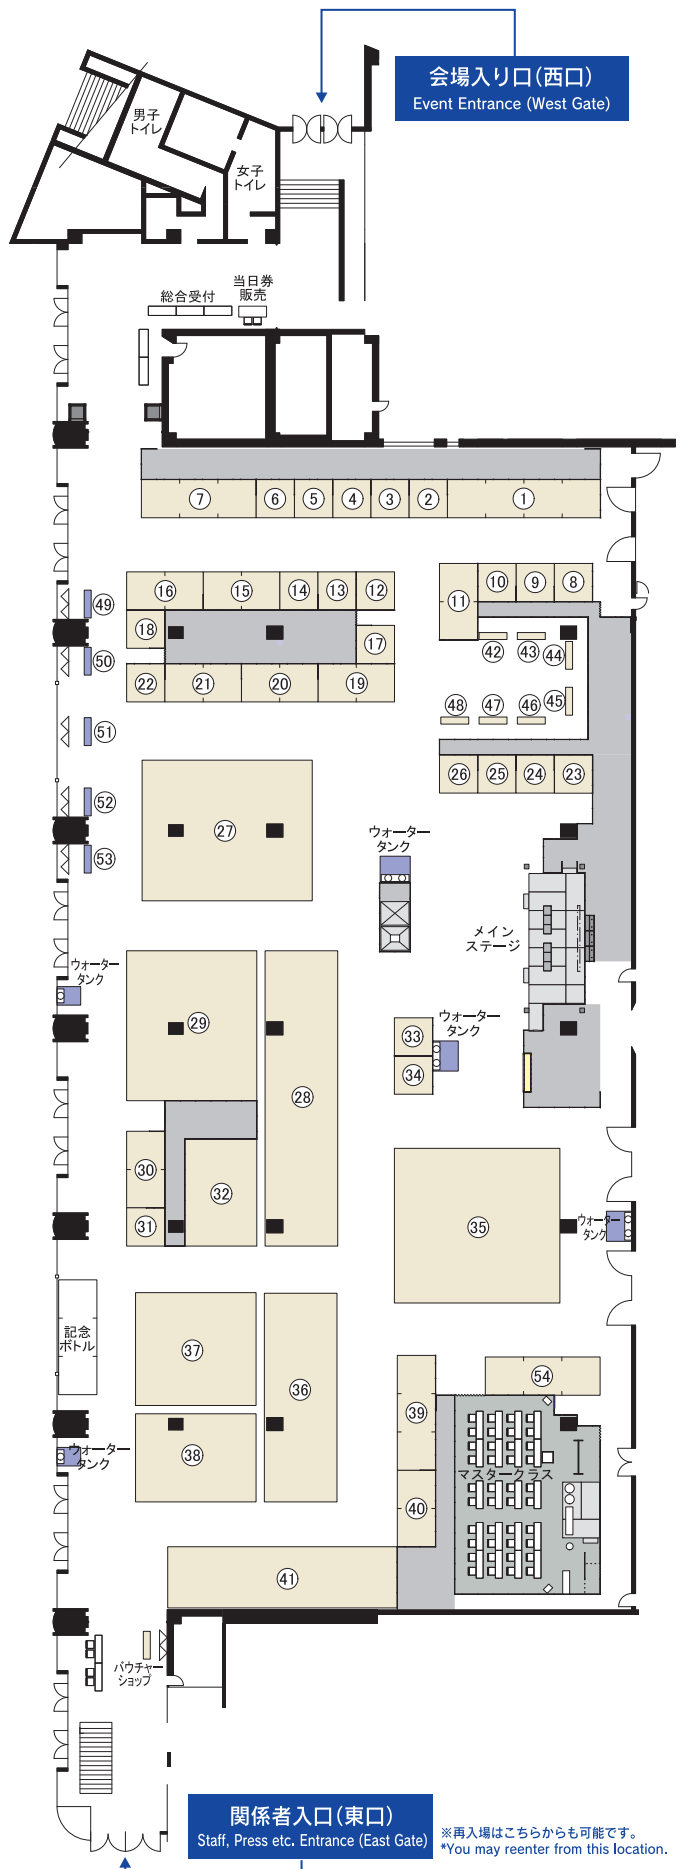 会場入り口(西口)
Event Entrance (West Gate)
男子
トイレ
女子
トイレ
当日券
販売
総合受付
⑦
⑥
⑤
④
③
②
①
⑯
⑮
⑭
⑬
⑫
⑪
⑩
⑨
⑧
㊾
⑱
⑰
㊷
㊸
㊹
㊿
㉒
㉑
⑳
⑲
㊽
㊼
㊻
㊺
51
㉖
㉕
㉔
㉓
52
㉗
53
ウォーター
タンク
メイン
ステージ
ウォーター
タンク
㉙
㉘
㉝
㉞
ウォーター
タンク
㉚
㉛
㉜
㉟
ウォーター
タンク
記念
ボトル
㊲
㊱
㊳
54
㊴
㊵
ウォーター
タンク
マスタークラス
㊶
バウチャー
ショップ
関係者入口(東口)
Staff, Press etc. Entrance (East Gate)
※再入場はこちらからも可能です。
*You may reenter from this location.